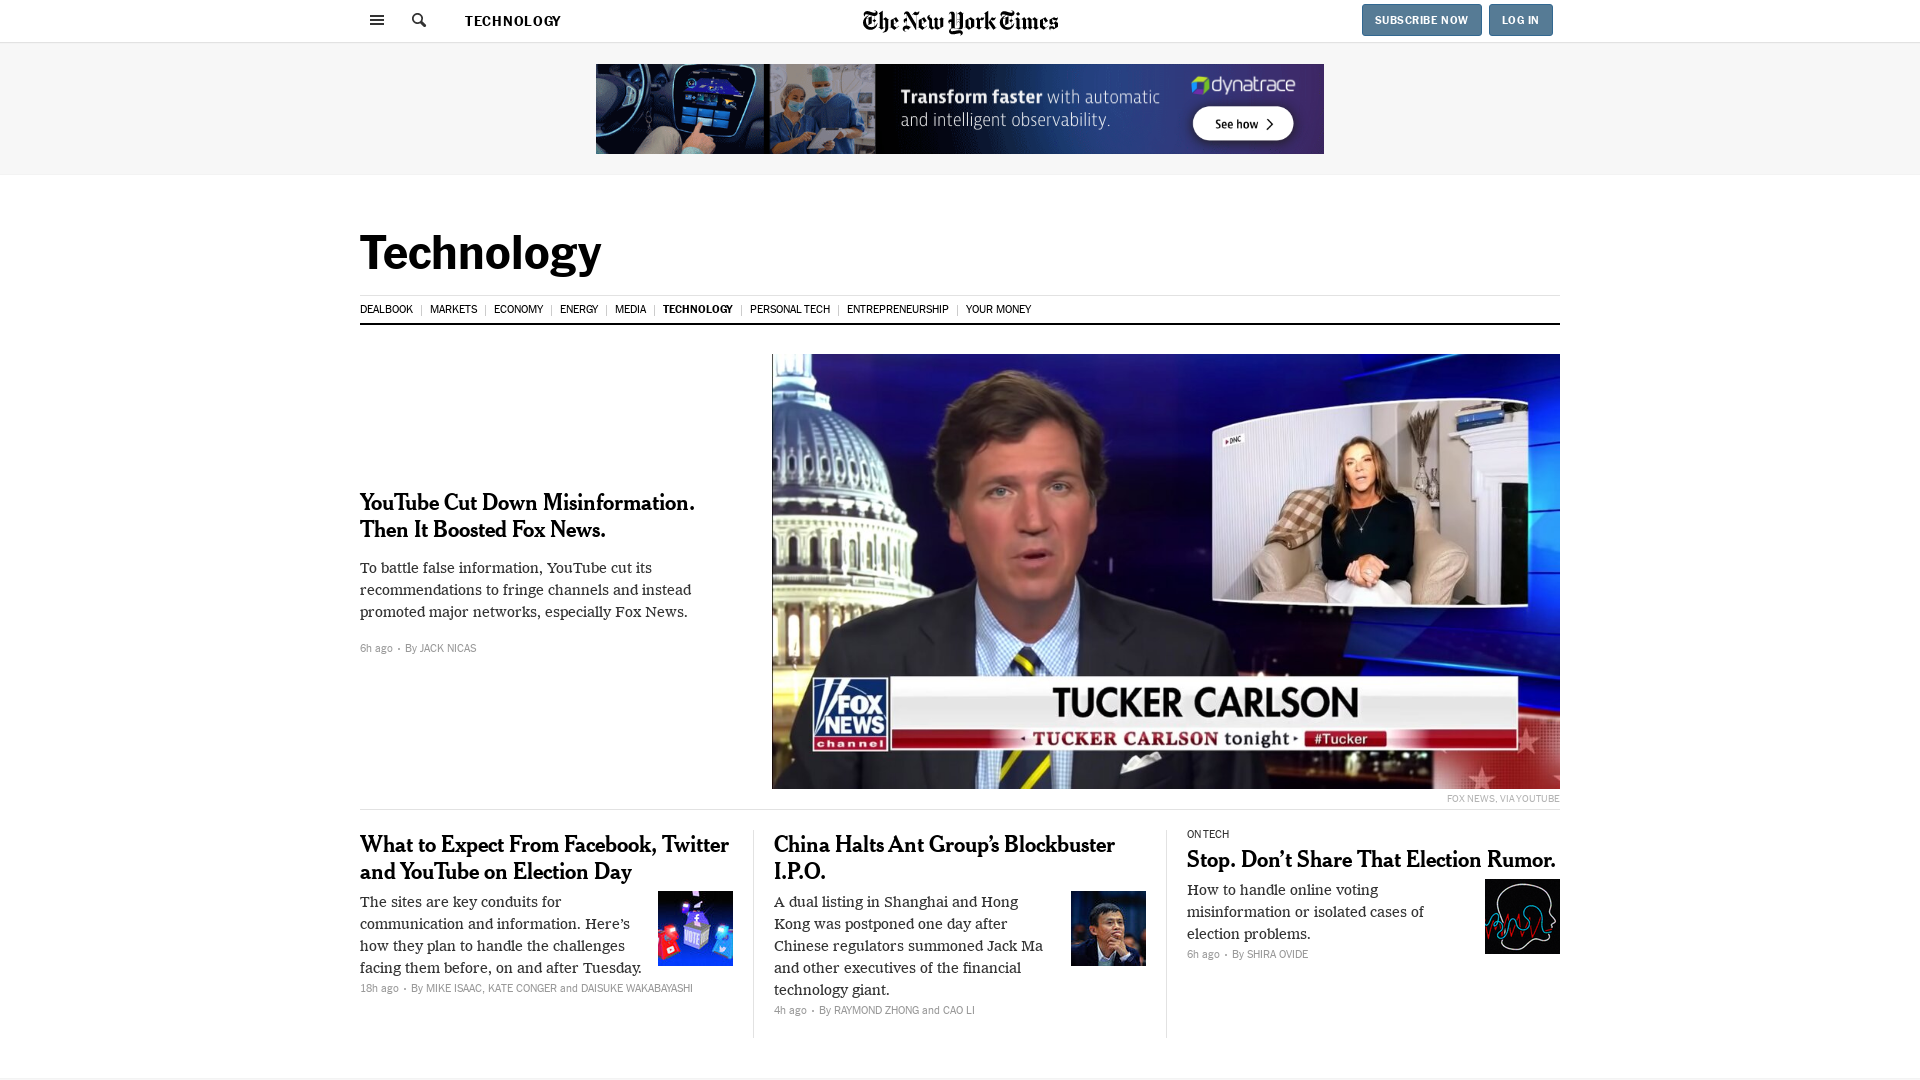 TECHNOLOGY
The New York Times
SUBSCRIBE NOW
LOG IN
Transform faster with automatic
and intelligent observability.
dynatrace
See how
Technology
DEALBOOK
MARKETS
ECONOMY
ENERGY
MEDIA
TECHNOLOGY
PERSONAL TECH
ENTREPRENEURSHIP
YOUR MONEY
YouTube Cut Down Misinformation.
Then It Boosted Fox News.
To battle false information, YouTube cut its
recommendations to fringe channels and instead
promoted major networks, especially Fox News.
6h ago • By JACK NICAS
DNC
FOX
NEWS
channel
TUCKER CARLSON
TUCKER CARLSON tonight
#Tucker
FOX NEWS, VIA YOUTUBE
What to Expect From Facebook, Twitter
and YouTube on Election Day
The sites are key conduits for
communication and information. Here’s
how they plan to handle the challenges
facing them before, on and after Tuesday.
18h ago • By MIKE ISAAC, KATE CONGER and DAISUKE WAKABAYASHI
VOTE
China Halts Ant Group’s Blockbuster
I.P.O.
A dual listing in Shanghai and Hong
Kong was postponed one day after
Chinese regulators summoned Jack Ma
and other executives of the financial
technology giant.
4h ago • By RAYMOND ZHONG and CAO LI
ON TECH
Stop. Don’t Share That Election Rumor.
How to handle online voting
misinformation or isolated cases of
election problems.
6h ago • By SHIRA OVIDE